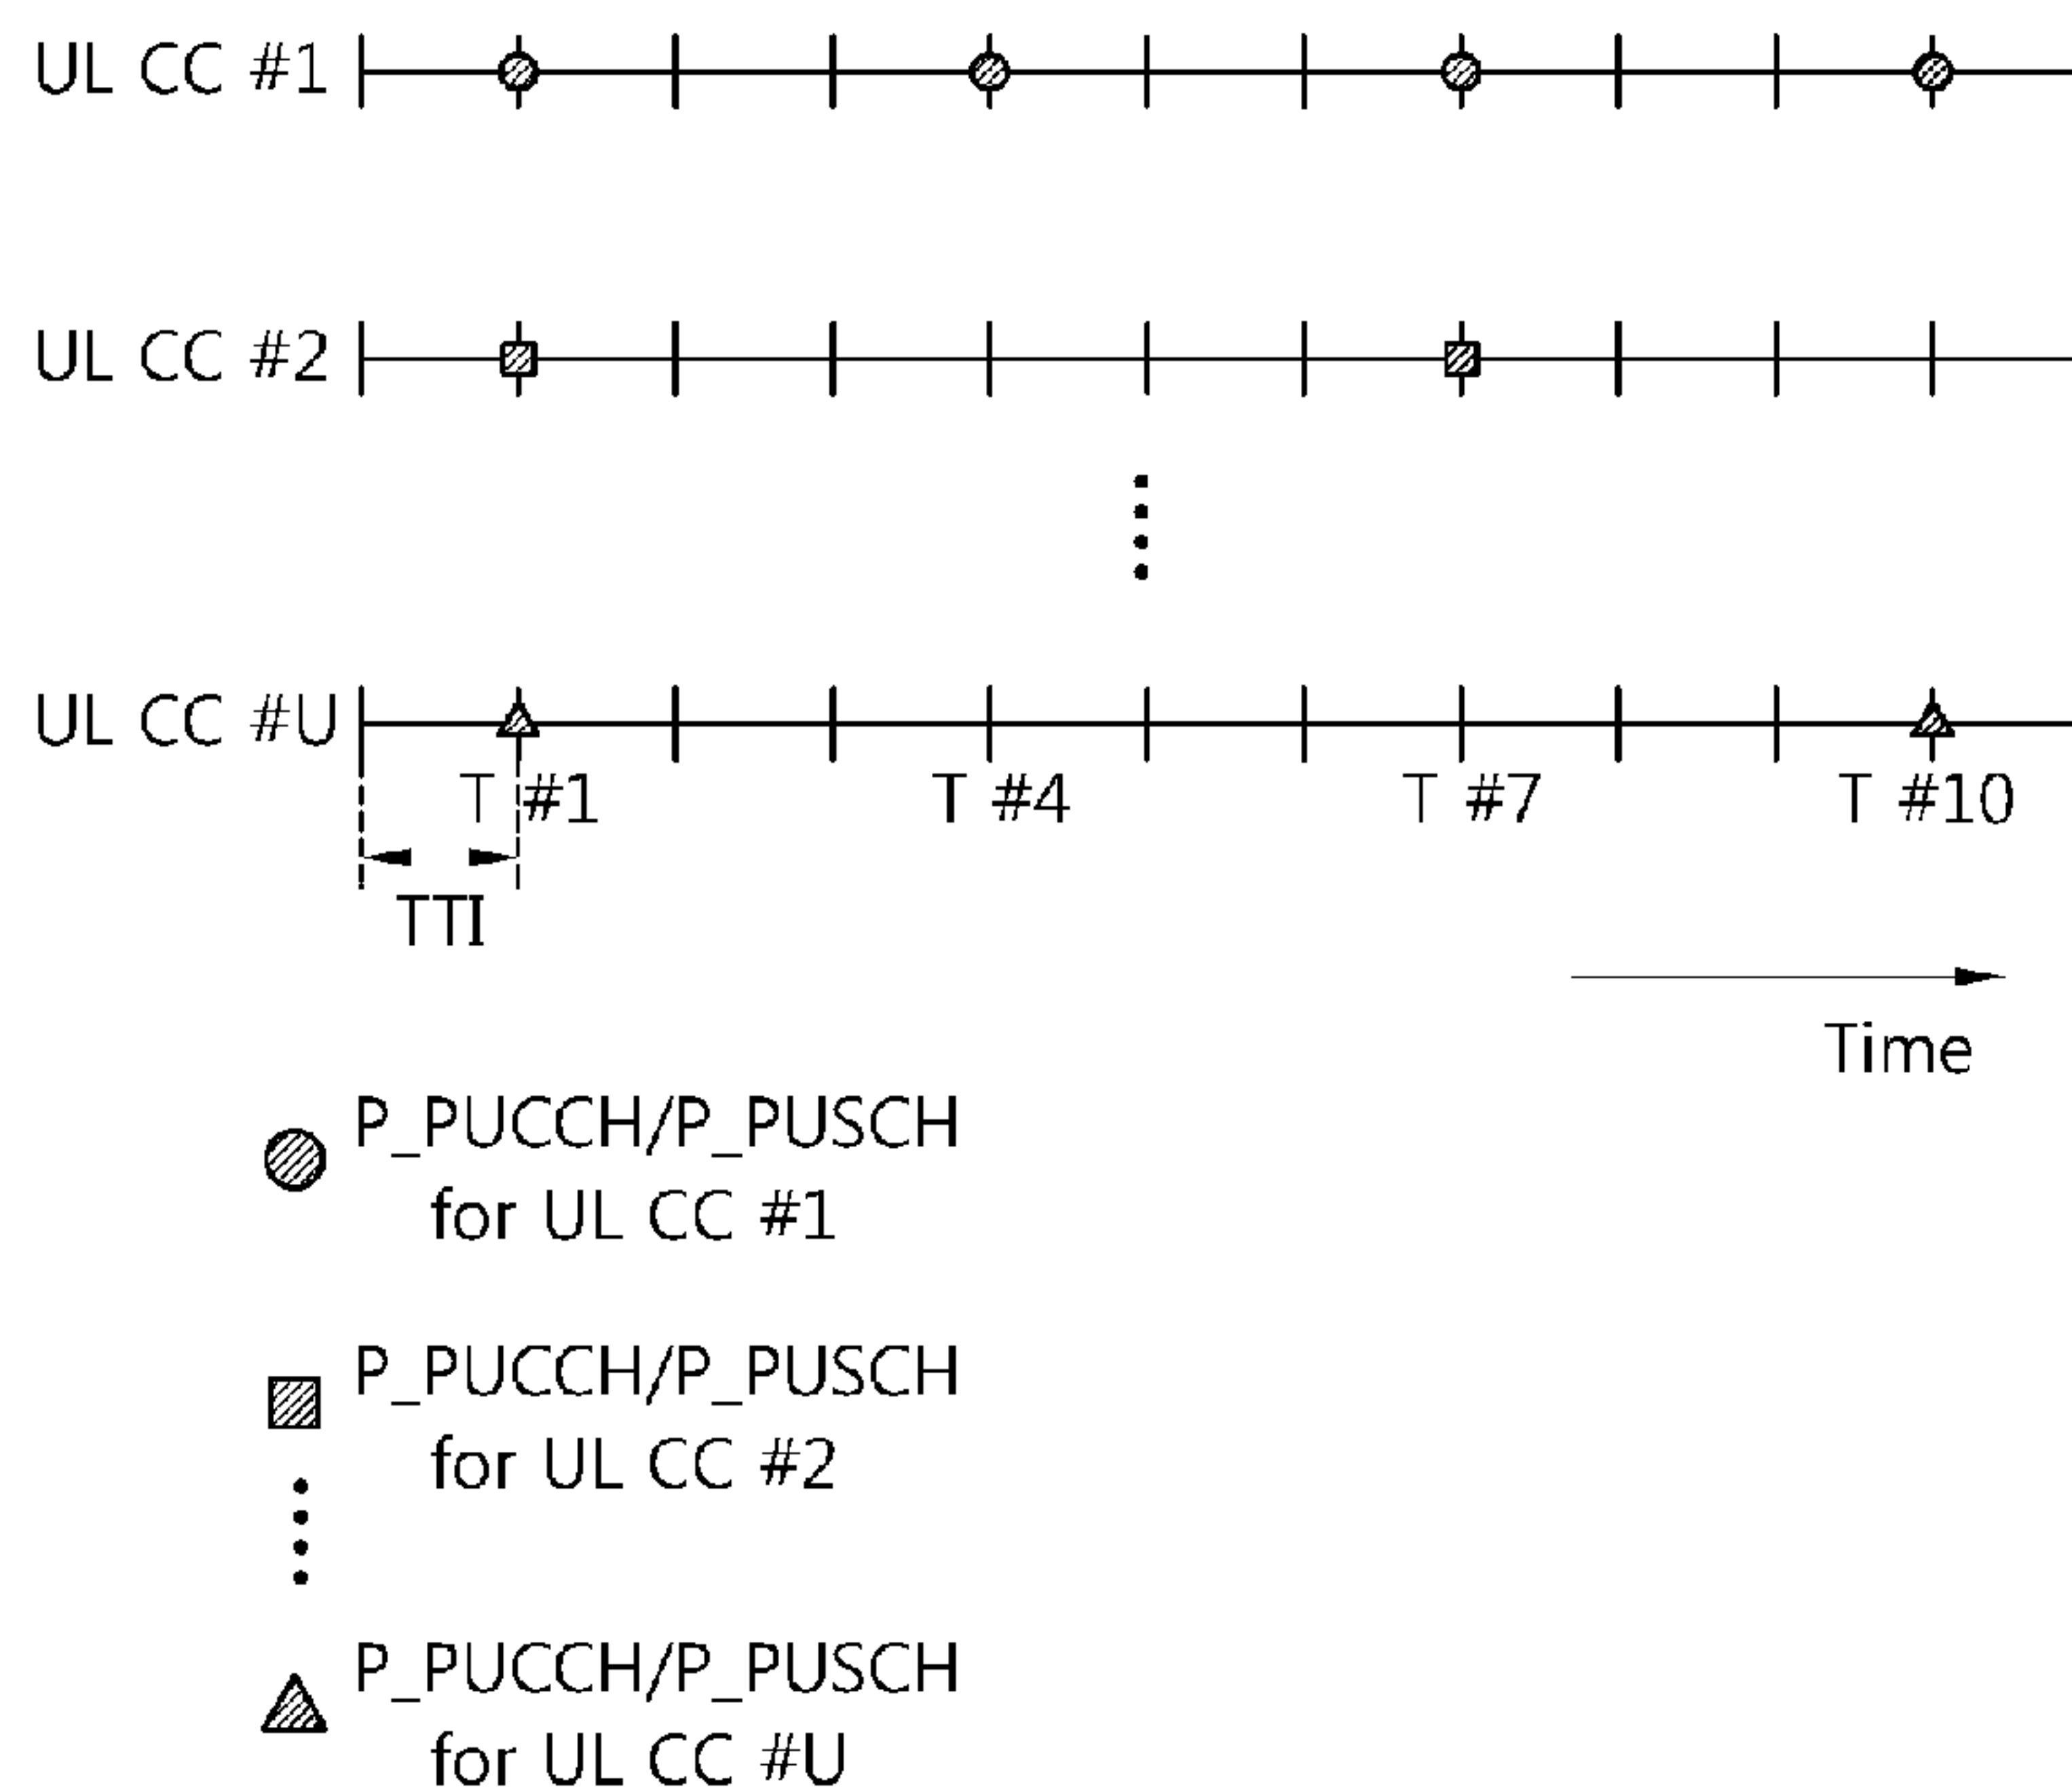 UL CC #1
UL CC #2
UL CC #U
T #1 T #4 T #7 T #10
TTI
Time
P_PUCCH/P_PUSCH
for UL CC #1
P_PUCCH/P_PUSCH
for UL CC #2
P_PUCCH/P_PUSCH
for UL CC #U